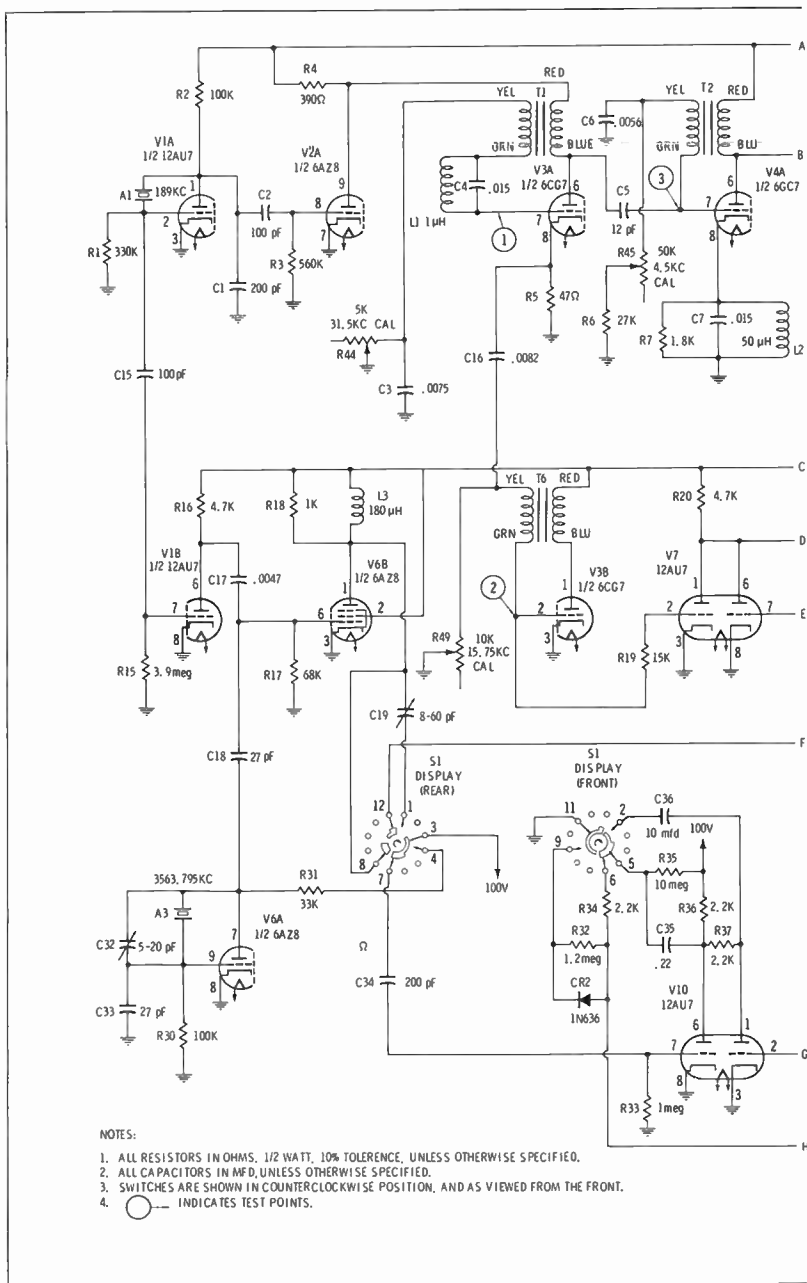 A
R4
390Ω
RED
R2
100K
YEL
T1
C6
.0056
YEL
T2
RED
V1A
1/2 12AU7
V2A
1/2 6AZ8
GRN
BLUE
GRN
BLU
B
A1
189KC
1
2
3
C2
100 pF
9
8
7
C4
.015
V3A
1/2 6CG7
6
7
8
3
V4A
1/2 6GC7
6
7
8
R1
330K
R3
560K
L1 1 µH
1
C5
12 pF
C1
200 pF
R45
50K
4.5KC
CAL
5K
31.5KC CAL
R44
R5
47Ω
R6
27K
R7
1.8K
C7
.015
50 µH
L2
C15
100 pF
C16
.0082
C3
.0075
C
R16
4.7K
R18
1K
L3
180 µH
YEL
T6
RED
GRN
BLU
R20
4.7K
D
V1B
1/2 12AU7
6
7
8
C17
.0047
V6B
1/2 6AZ8
1
6
2
3
2
V3B
1/2 6CG7
1
2
3
V7
12AU7
1
6
2
7
3
8
E
R15
3.9meg
R17
68K
R49
10K
15.75KC
CAL
R19
15K
C19
8-60 pF
F
C18
27 pF
S1
DISPLAY
(REAR)
12
1
3
4
8
7
100V
S1
DISPLAY
(FRONT)
11
2
9
5
6
C36
10 mfd
100V
R35
10 meg
R36
2.2K
3563.795KC
A3
R31
33K
V6A
1/2 6AZ8
7
9
8
C32
5-20 pF
C33
27 pF
R30
100K
Ω
C34
200 pF
R34
2.2K
R32
1.2meg
CR2
1N636
C35
.22
R37
2.2K
V10
12AU7
6
1
7
2
8
3
G
R33
1meg
H
NOTES:
1. ALL RESISTORS IN OHMS, 1/2 WATT, 10% TOLERENCE, UNLESS OTHERWISE SPECIFIED.
2. ALL CAPACITORS IN MFD, UNLESS OTHERWISE SPECIFIED.
3. SWITCHES ARE SHOWN IN COUNTERCLOCKWISE POSITION, AND AS VIEWED FROM THE FRONT.
4. INDICATES TEST POINTS.